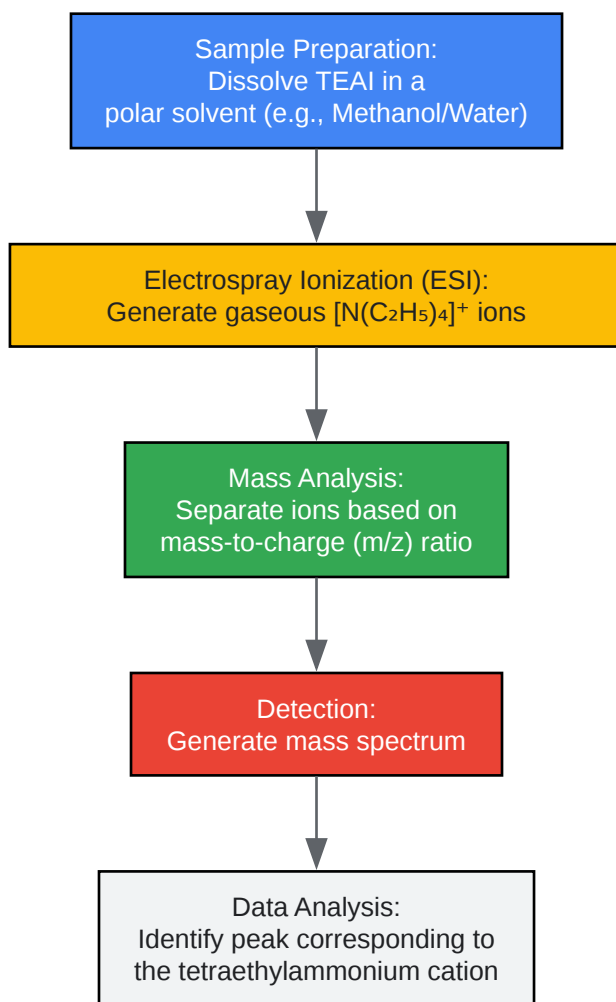 Sample Preparation:
Dissolve TEAI in a
polar solvent (e.g., Methanol/Water)
Electrospray Ionization (ESI):
Generate gaseous [N(C₂H₅)₄]⁺ ions
Mass Analysis:
Separate ions based on
mass-to-charge (m/z) ratio
Detection:
Generate mass spectrum
Data Analysis:
Identify peak corresponding to
the tetraethylammonium cation